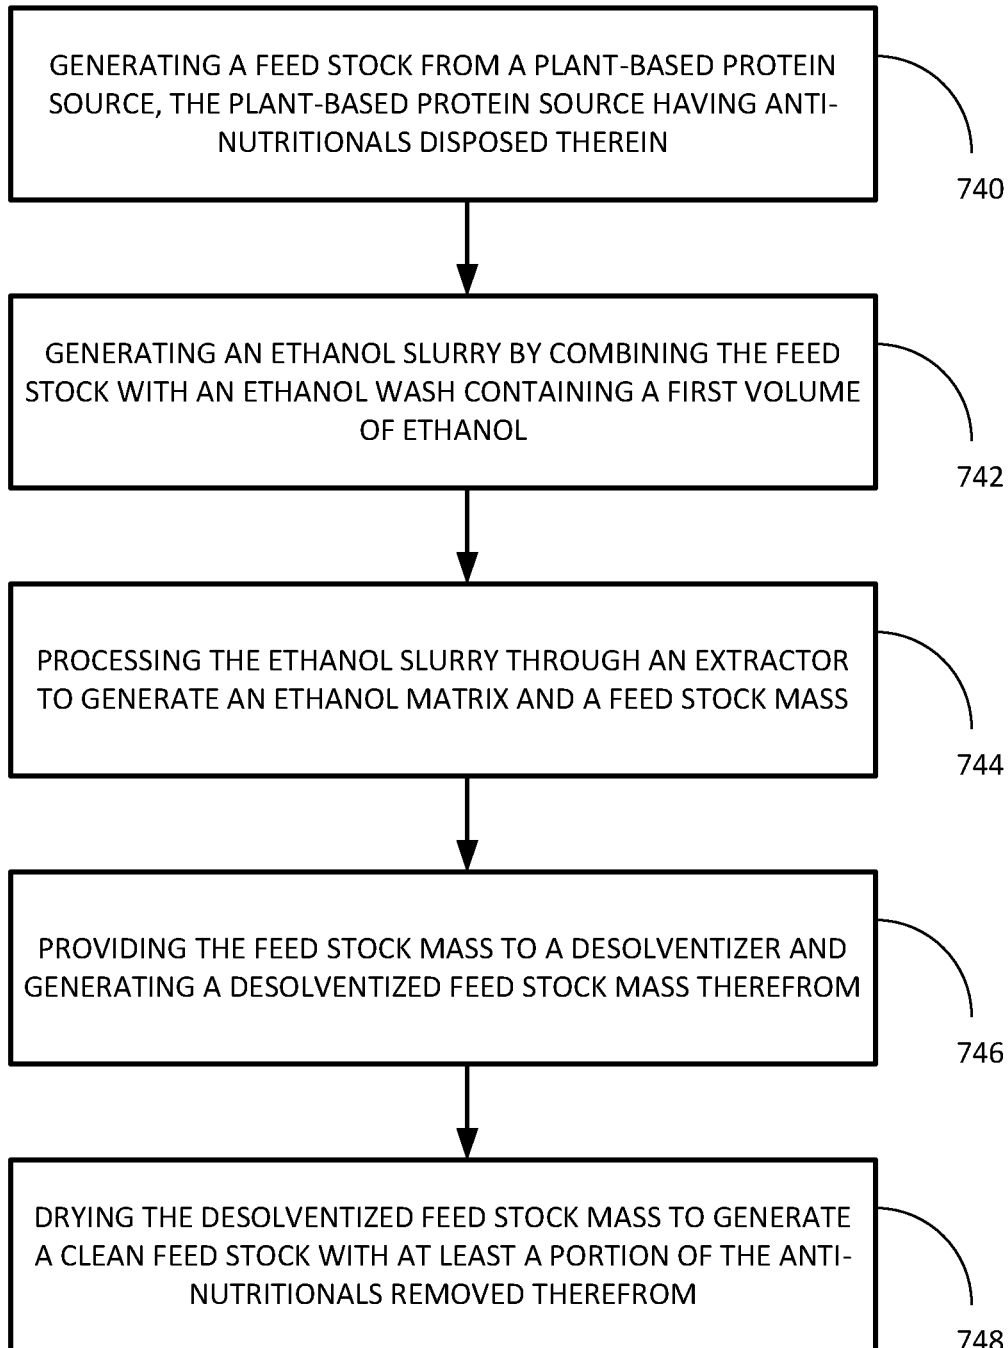 GENERATING A FEED STOCK FROM A PLANT-BASED PROTEIN
SOURCE, THE PLANT-BASED PROTEIN SOURCE HAVING ANTI-
NUTRITIONALS DISPOSED THEREIN
740
GENERATING AN ETHANOL SLURRY BY COMBINING THE FEED
STOCK WITH AN ETHANOL WASH CONTAINING A FIRST VOLUME
OF ETHANOL
742
PROCESSING THE ETHANOL SLURRY THROUGH AN EXTRACTOR
TO GENERATE AN ETHANOL MATRIX AND A FEED STOCK MASS
744
PROVIDING THE FEED STOCK MASS TO A DESOLVENTIZER AND
GENERATING A DESOLVENTIZED FEED STOCK MASS THEREFROM
746
DRYING THE DESOLVENTIZED FEED STOCK MASS TO GENERATE
A CLEAN FEED STOCK WITH AT LEAST A PORTION OF THE ANTI-
NUTRITIONALS REMOVED THEREFROM
748